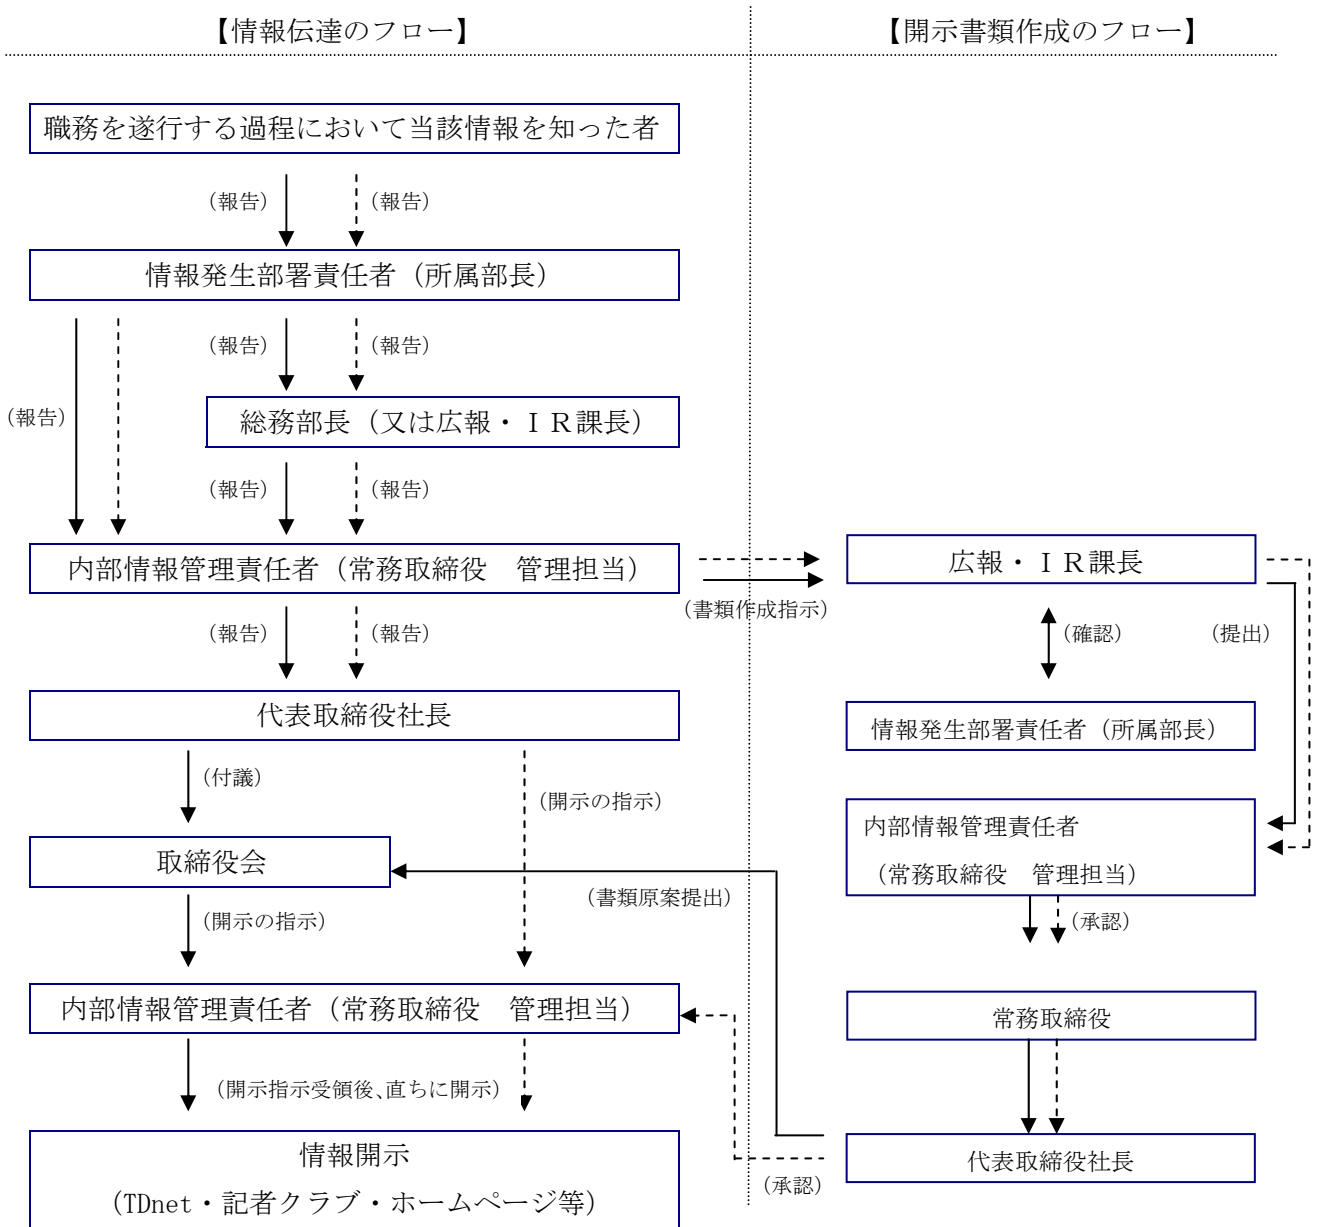 【情報伝達のフロー】
【開示書類作成のフロー】
職務を遂行する過程において当該情報を知った者
(報告)
(報告)
情報発生部署責任者(所属部長)
(報告)
(報告)
(報告)
総務部長(又は広報・IR課長)
(報告)
(報告)
内部情報管理責任者(常務取締役 管理担当)
(書類作成指示)
広報・IR課長
(報告)
(報告)
(確認)
(提出)
代表取締役社長
情報発生部署責任者(所属部長)
(付議)
(開示の指示)
内部情報管理責任者
(常務取締役 管理担当)
取締役会
(書類原案提出)
(開示の指示)
(承認)
内部情報管理責任者(常務取締役 管理担当)
常務取締役
(開示指示受領後、直ちに開示)
情報開示
(TDnet・記者クラブ・ホームページ等)
代表取締役社長
(承認)